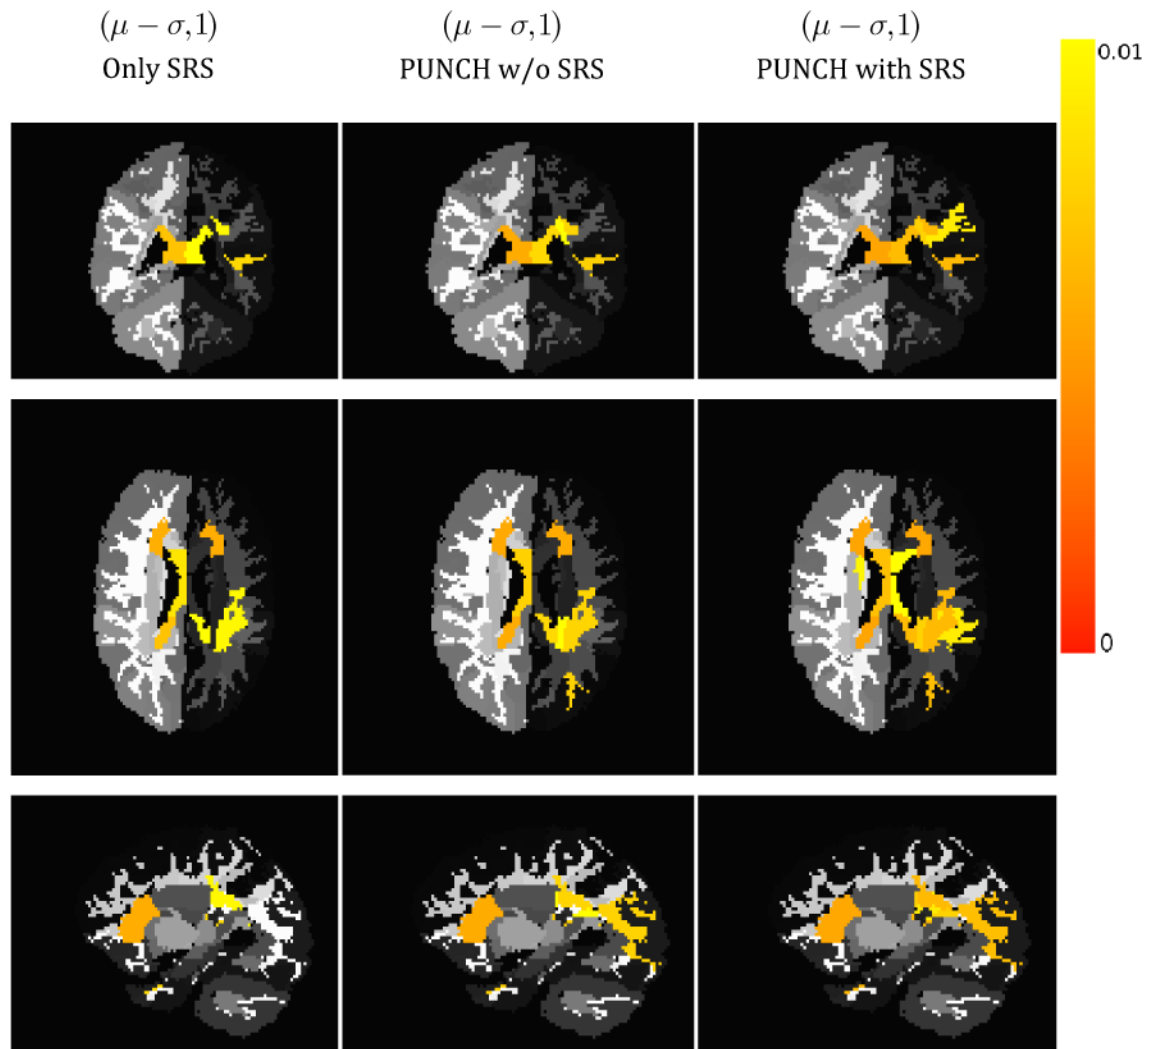 (μ − σ,1)
Only SRS
(μ − σ,1)
PUNCH w/o SRS
(μ − σ,1)
PUNCH with SRS
0.01
0